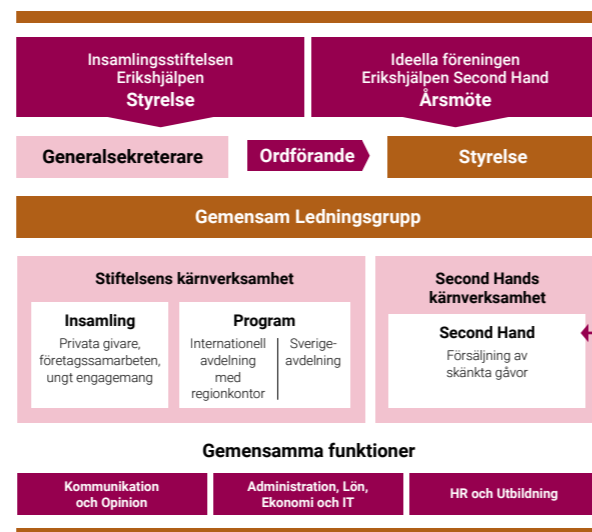 Insamlingsstiftelsen
Erikshjälpen
Styrelse
Ideella föreningen
Erikshjälpen Second Hand
Årsmöte
Generalsekreterare
Ordförande
Styrelse
Gemensam Ledningsgrupp
Stiftelsens kärnverksamhet
Insamling
Privata givare,
företagssamarbeten,
ungt engagemang
Program
Internationell
avdelning
med
regionkontor
Sverige-
avdelning
Second Hands
kärnverksamhet
Second Hand
Försäljning av
skänkta gåvor
Gemensamma funktioner
Kommunikation
och Opinion
Administration, Lön,
Ekonomi och IT
HR och Utbildning